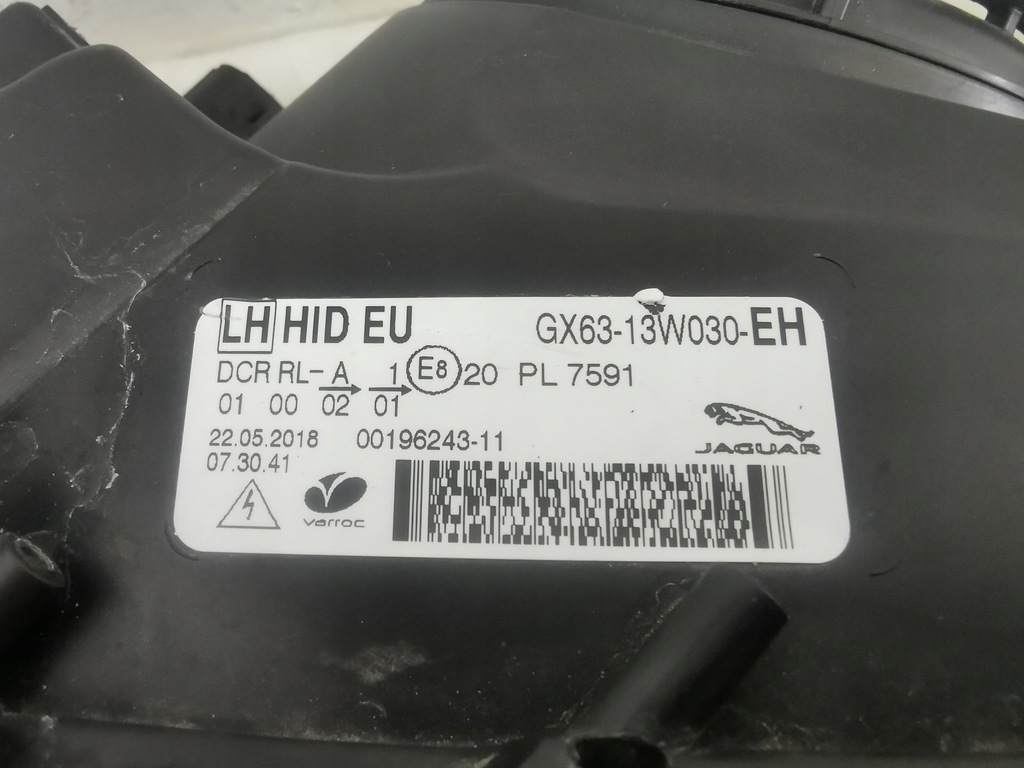 LH HID EU GX63-13W030-EH
DCR RL- A 1 E8 20 PL 7591
01 00 02 01
22.05.2018 00196243-11
07.30.41
JAGUAR
varroc